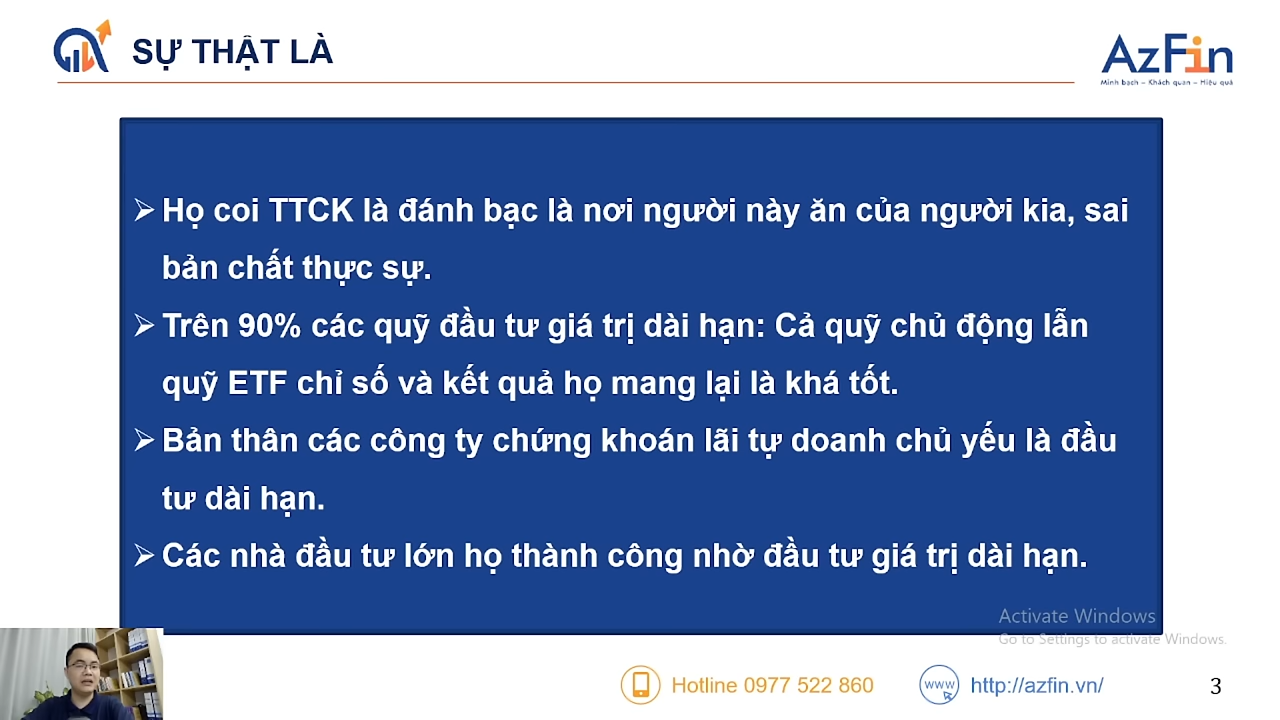 SỰ THẬT LÀ
AzFin
Minh bạch – Khách quan – Hiệu quả
Họ coi TTCK là đánh bạc là nơi người này ăn của người kia, sai
bản chất thực sự.
Trên 90% các quỹ đầu tư giá trị dài hạn: Cả quỹ chủ động lẫn
quỹ ETF chỉ số và kết quả họ mang lại là khá tốt.
Bản thân các công ty chứng khoán lãi tự doanh chủ yếu là đầu
tư dài hạn.
Các nhà đầu tư lớn họ thành công nhờ đầu tư giá trị dài hạn.
Activate Windows
Go to Settings to activate Windows.
Hotline 0977 522 860
www
http://azfin.vn/
3